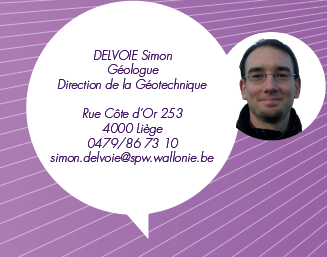 DELVOIE Simon
Géologue
Direction de la Géotechnique
Rue Côte d'Or 253
4000 Liège
0479/86 73 10
simon.delvoie@spw.wallonie.be